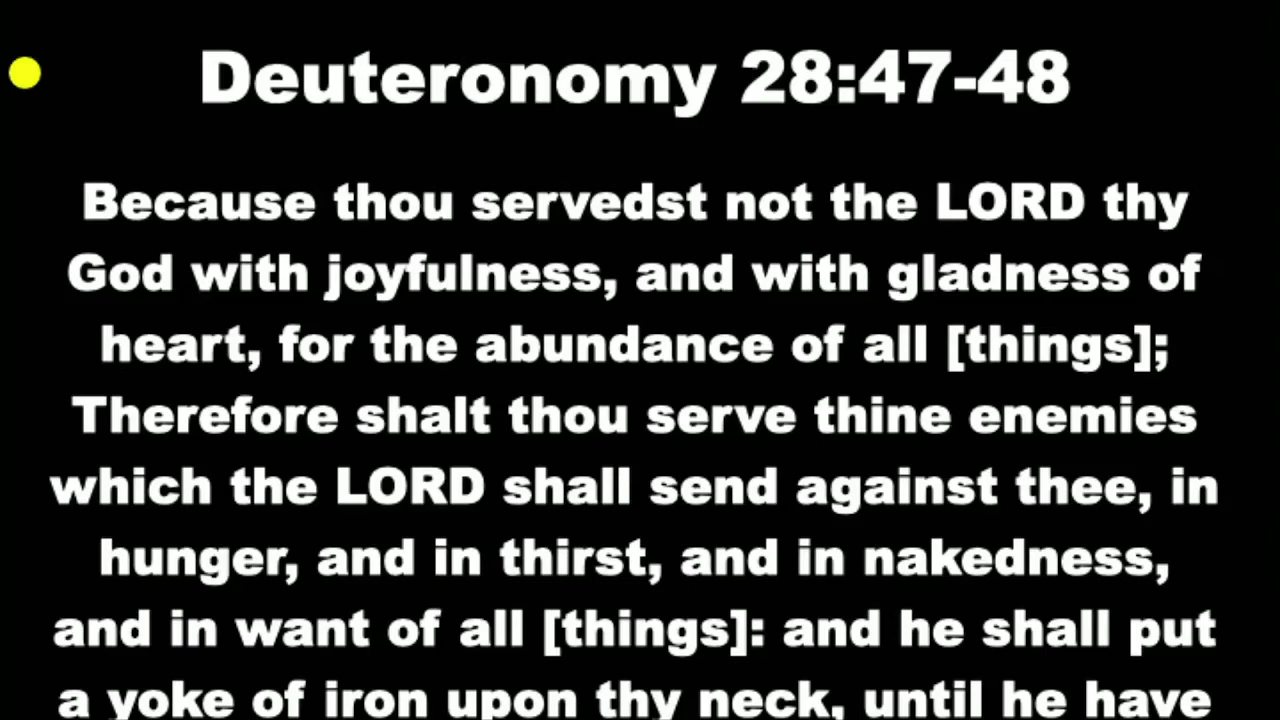 Deuteronomy 28:47-48
Because thou servedst not the LORD thy
God with joyfulness, and with gladness of
heart, for the abundance of all [things];
Therefore shalt thou serve thine enemies
which the LORD shall send against thee, in
hunger, and in thirst, and in nakedness,
and in want of all [things]: and he shall put
a yoke of iron upon thy neck, until he have